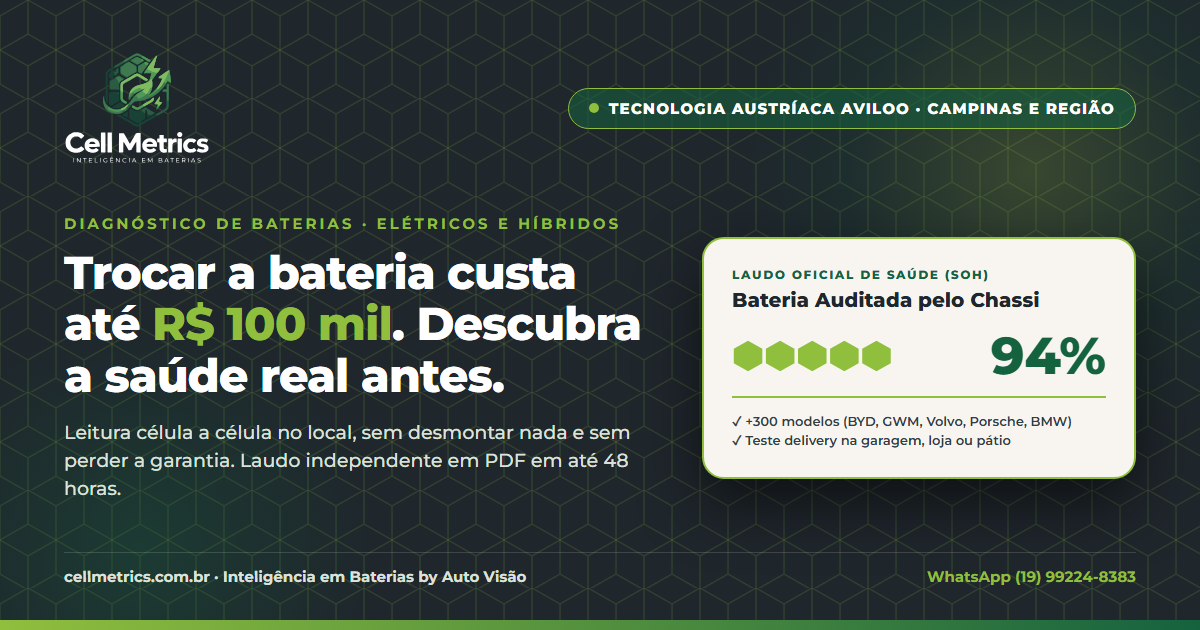 Cell Metrics
INTELIGÊNCIA EM BATERIAS
TECNOLOGIA AUSTRÍACA AVILOO · CAMPINAS E REGIÃO
DIAGNÓSTICO DE BATERIAS · ELÉTRICOS E HÍBRIDOS
Trocar a bateria custa
até R$ 100 mil. Descubra
a saúde real antes.
Leitura célula a célula no local, sem desmontar nada e sem
perder a garantia. Laudo independente em PDF em até 48
horas.
LAUDO OFICIAL DE SAÚDE (SOH)
Bateria Auditada pelo Chassi
94%
✓ +300 modelos (BYD, GWM, Volvo, Porsche, BMW)
✓ Teste delivery na garagem, loja ou pátio
cellmetrics.com.br · Inteligência em Baterias by Auto Visão
WhatsApp (19) 99224-8383